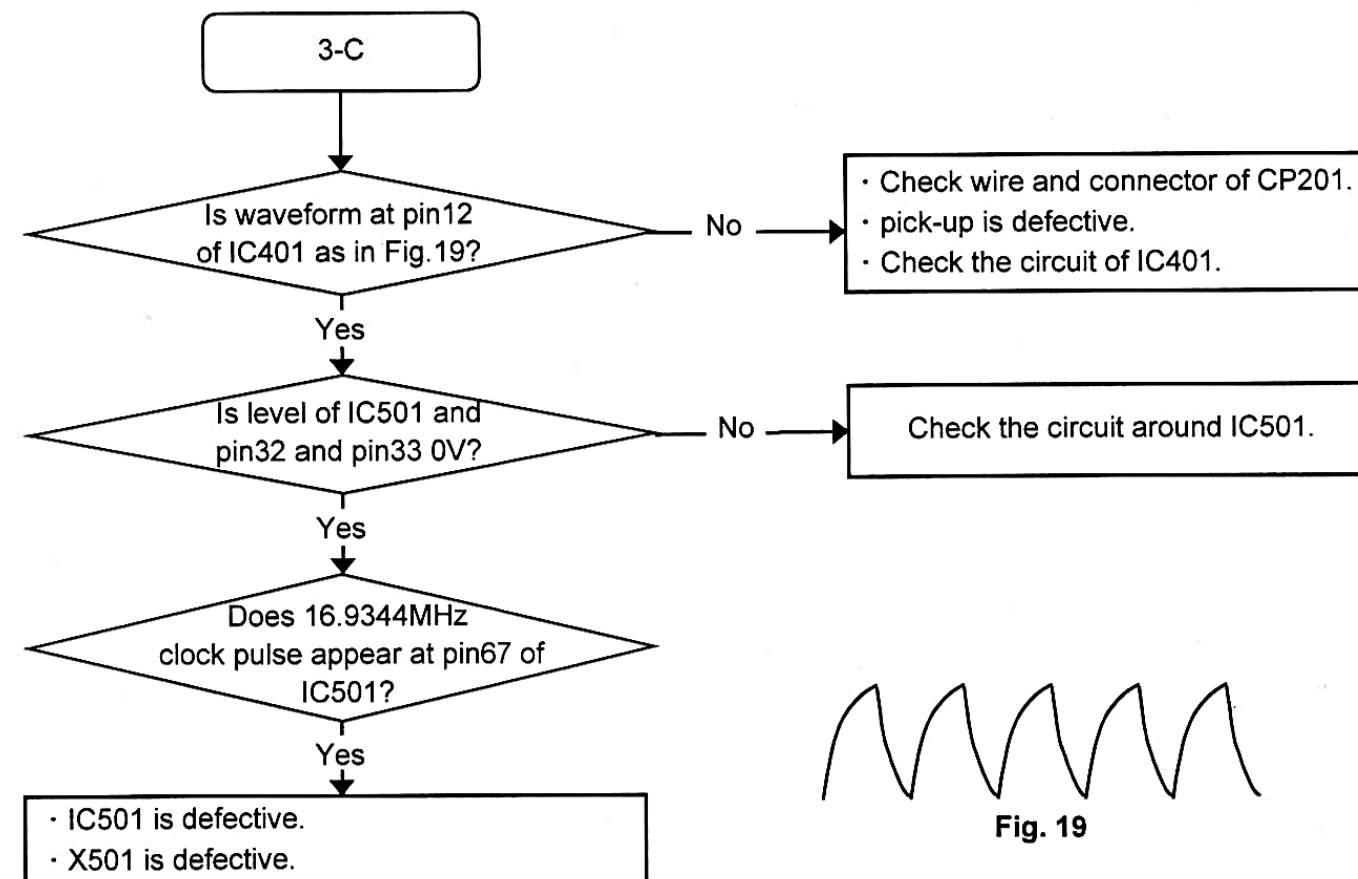 3-C
Is waveform at pin12
of IC401 as in Fig.19?
No
· Check wire and connector of CP201.
· pick-up is defective.
· Check the circuit of IC401.
Yes
Is level of IC501 and
pin32 and pin33 0V?
No
Check the circuit around IC501.
Yes
Does 16.9344MHz
clock pulse appear at pin67 of
IC501?
Yes
· IC501 is defective.
· X501 is defective.
Fig. 19